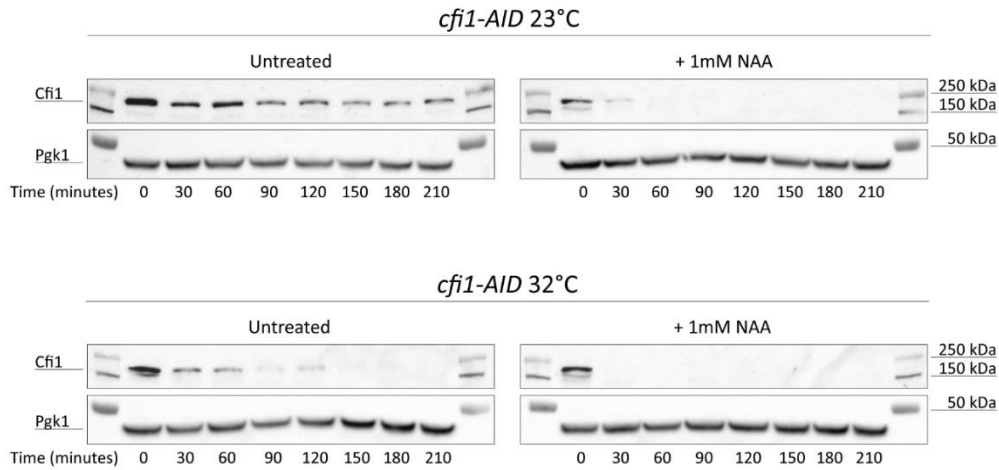 cfi1-AID 23°C
Untreated
+ 1mM NAA
Cfi1
250 kDa
150 kDa
Pgk1
50 kDa
Time (minutes) 0 30 60 90 120 150 180 210 0 30 60 90 120 150 180 210
cfi1-AID 32°C
Untreated
+ 1mM NAA
Cfi1
250 kDa
150 kDa
Pgk1
50 kDa
Time (minutes) 0 30 60 90 120 150 180 210 0 30 60 90 120 150 180 210